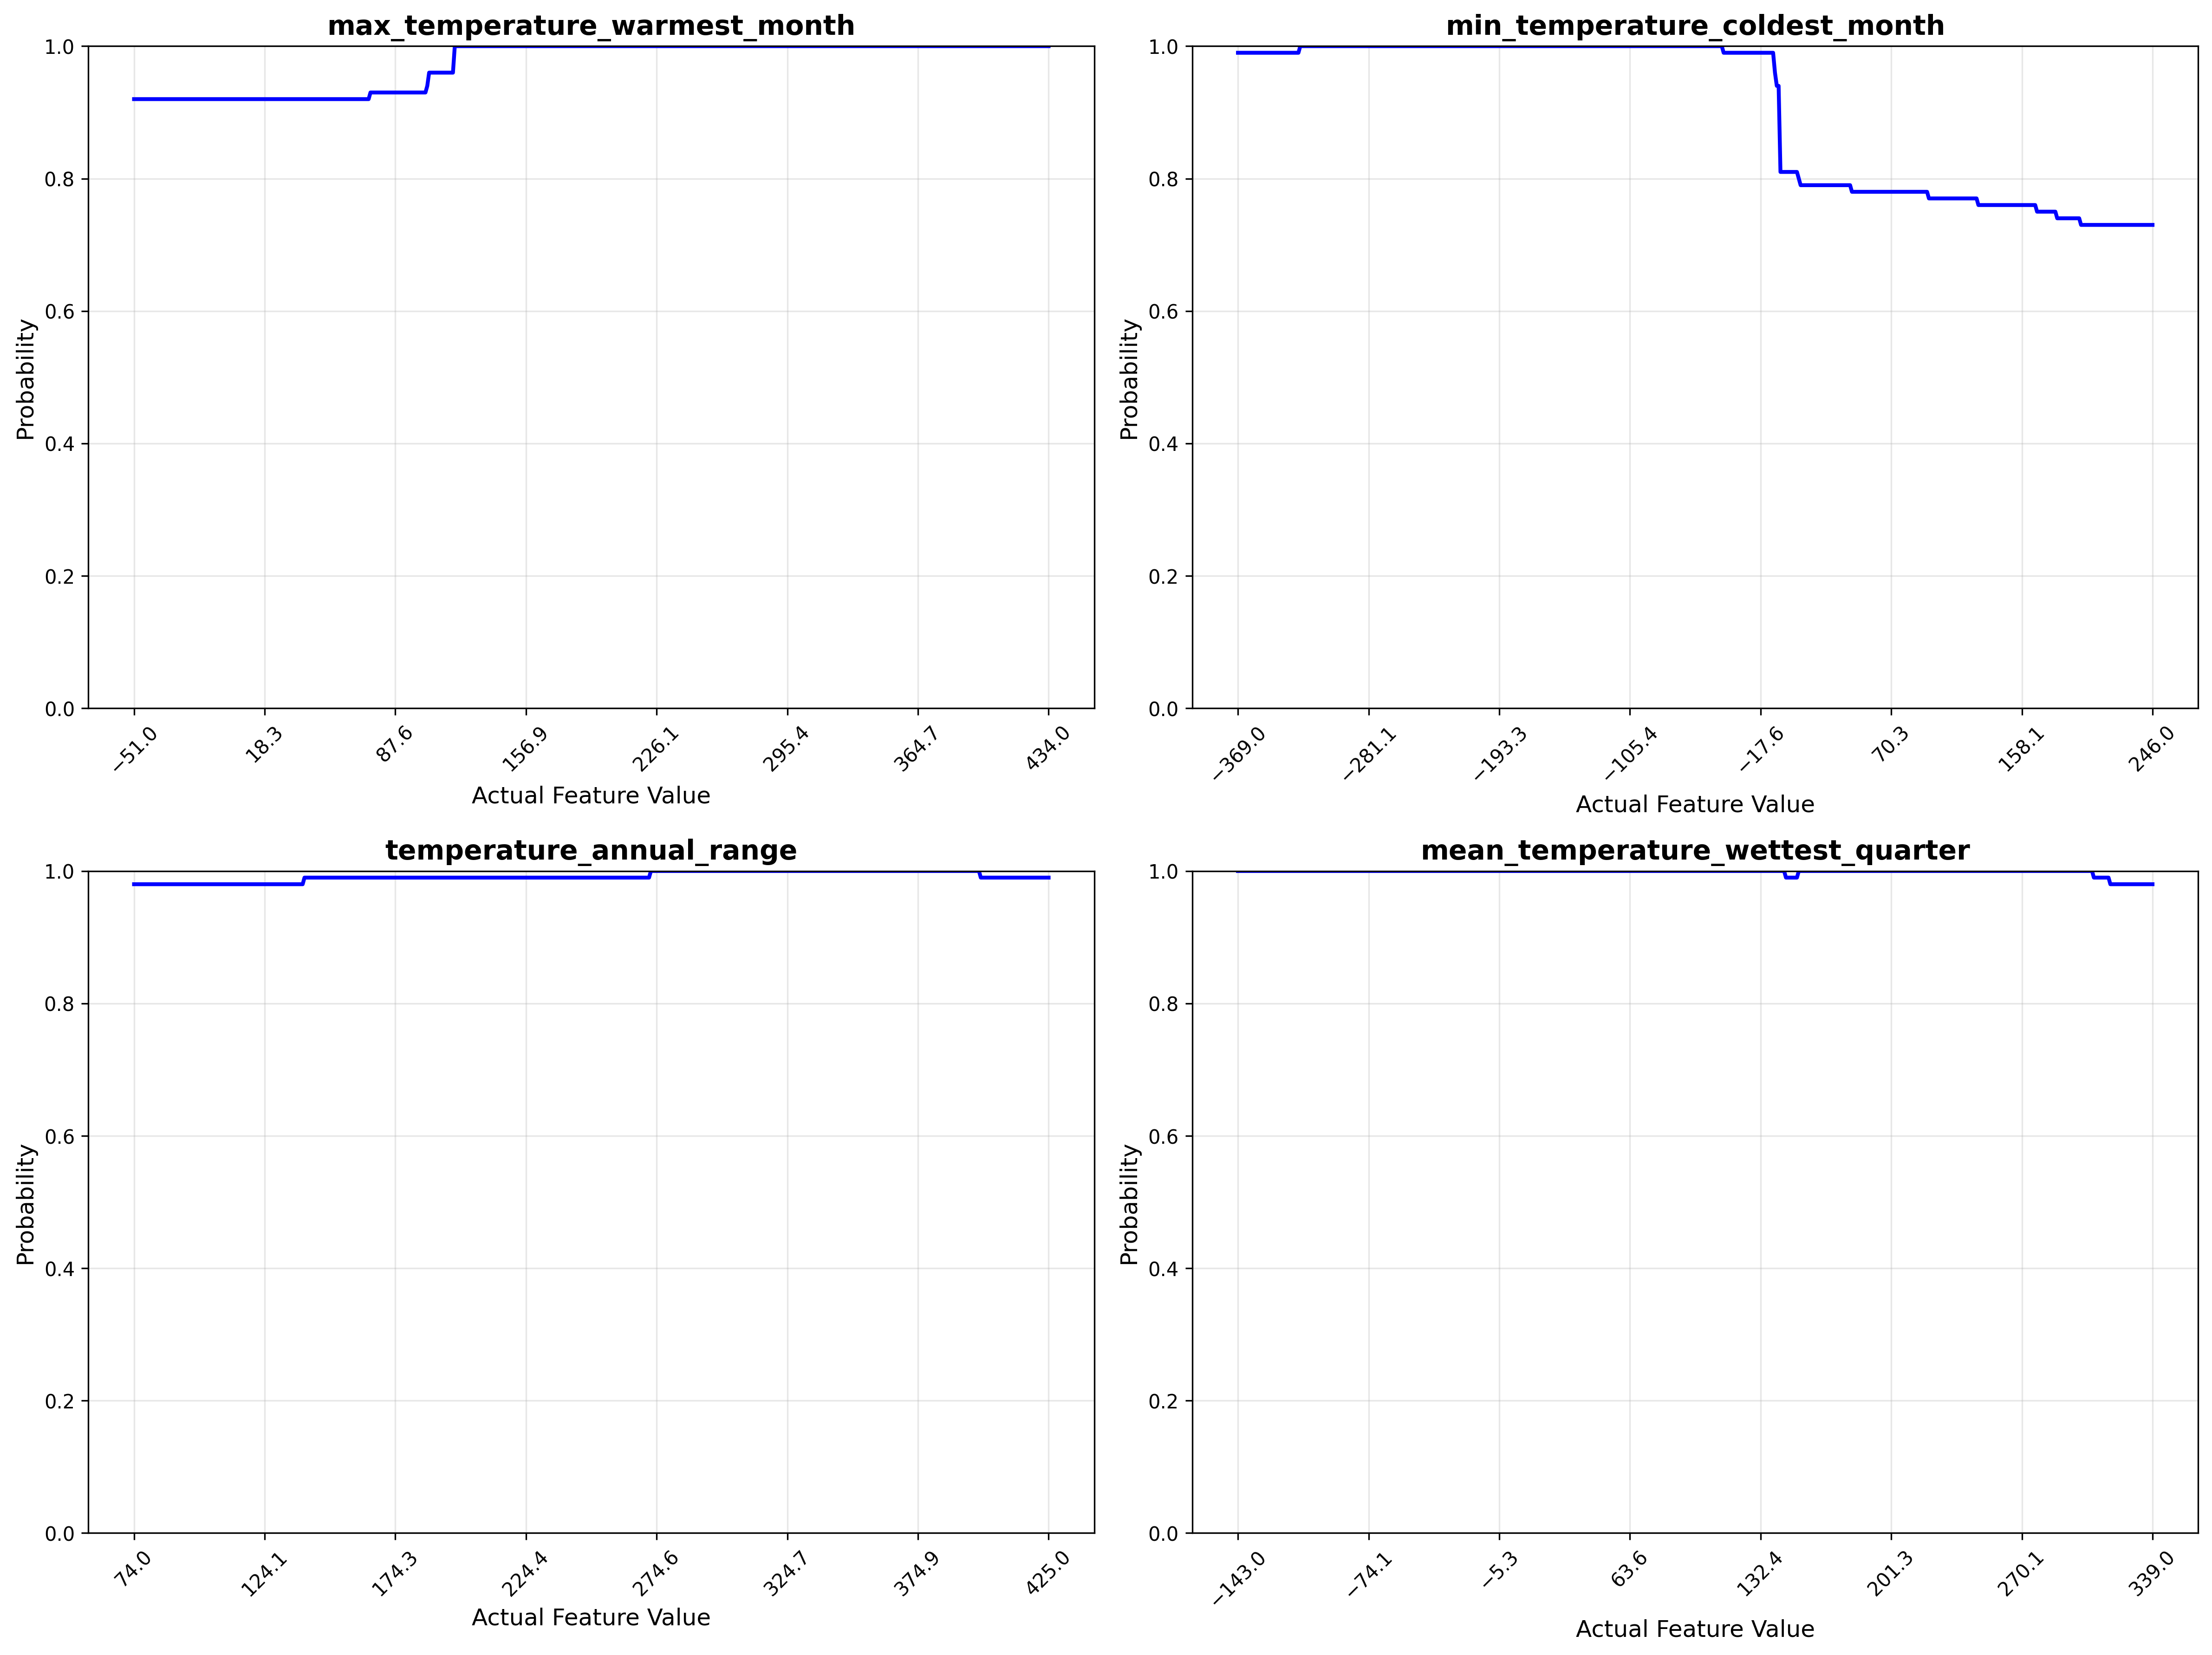 max_temperature_warmest_month
1.0
0.8
0.6
0.4
0.2
0.0
Probability
−51.0 18.3 87.6 156.9 226.1 295.4 364.7 434.0
Actual Feature Value
min_temperature_coldest_month
1.0
0.8
0.6
0.4
0.2
0.0
Probability
−369.0 −281.1 −193.3 −105.4 −17.6 70.3 158.1 246.0
Actual Feature Value
temperature_annual_range
1.0
0.8
0.6
0.4
0.2
0.0
Probability
74.0 124.1 174.3 224.4 274.6 324.7 374.9 425.0
Actual Feature Value
mean_temperature_wettest_quarter
1.0
0.8
0.6
0.4
0.2
0.0
Probability
−143.0 −74.1 −5.3 63.6 132.4 201.3 270.1 339.0
Actual Feature Value